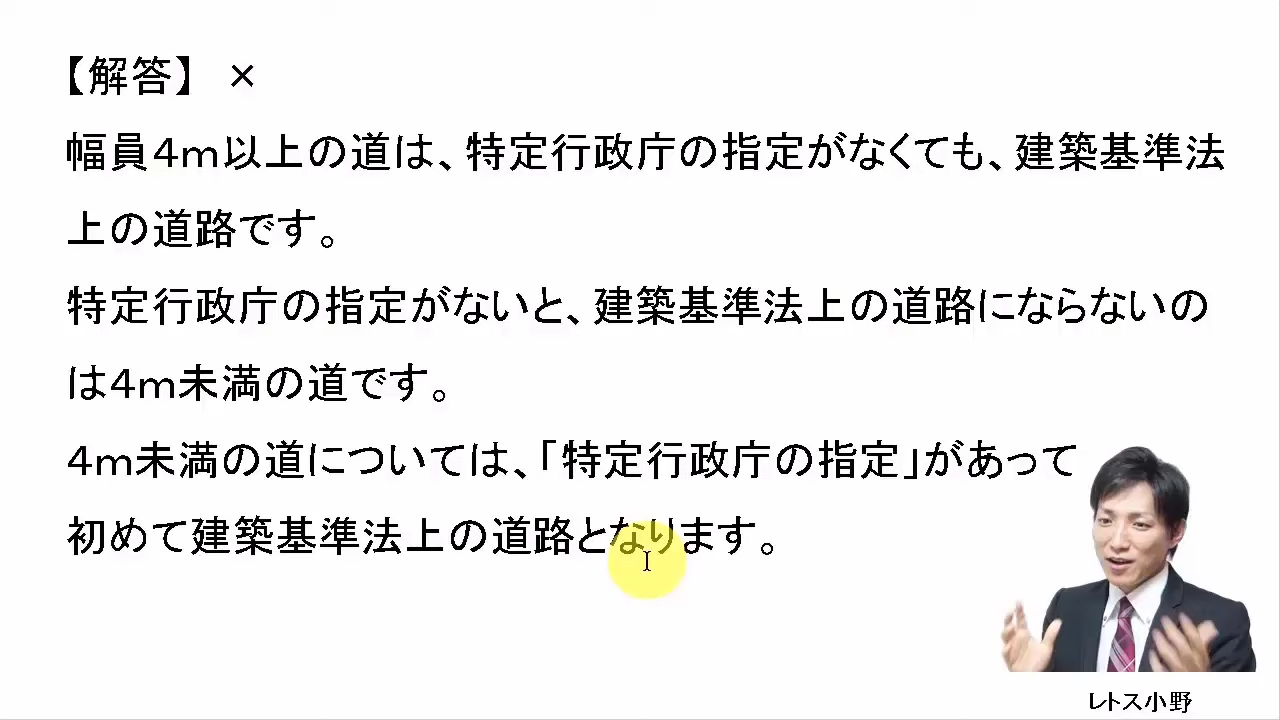 【解答】 ×
幅員4m以上の道は、特定行政庁の指定がなくても、建築基準法
上の道路です。
特定行政庁の指定がないと、建築基準法上の道路にならないの
は4m未満の道です。
4m未満の道については、「特定行政庁の指定」があって
初めて建築基準法上の道路となります。
レトス小野